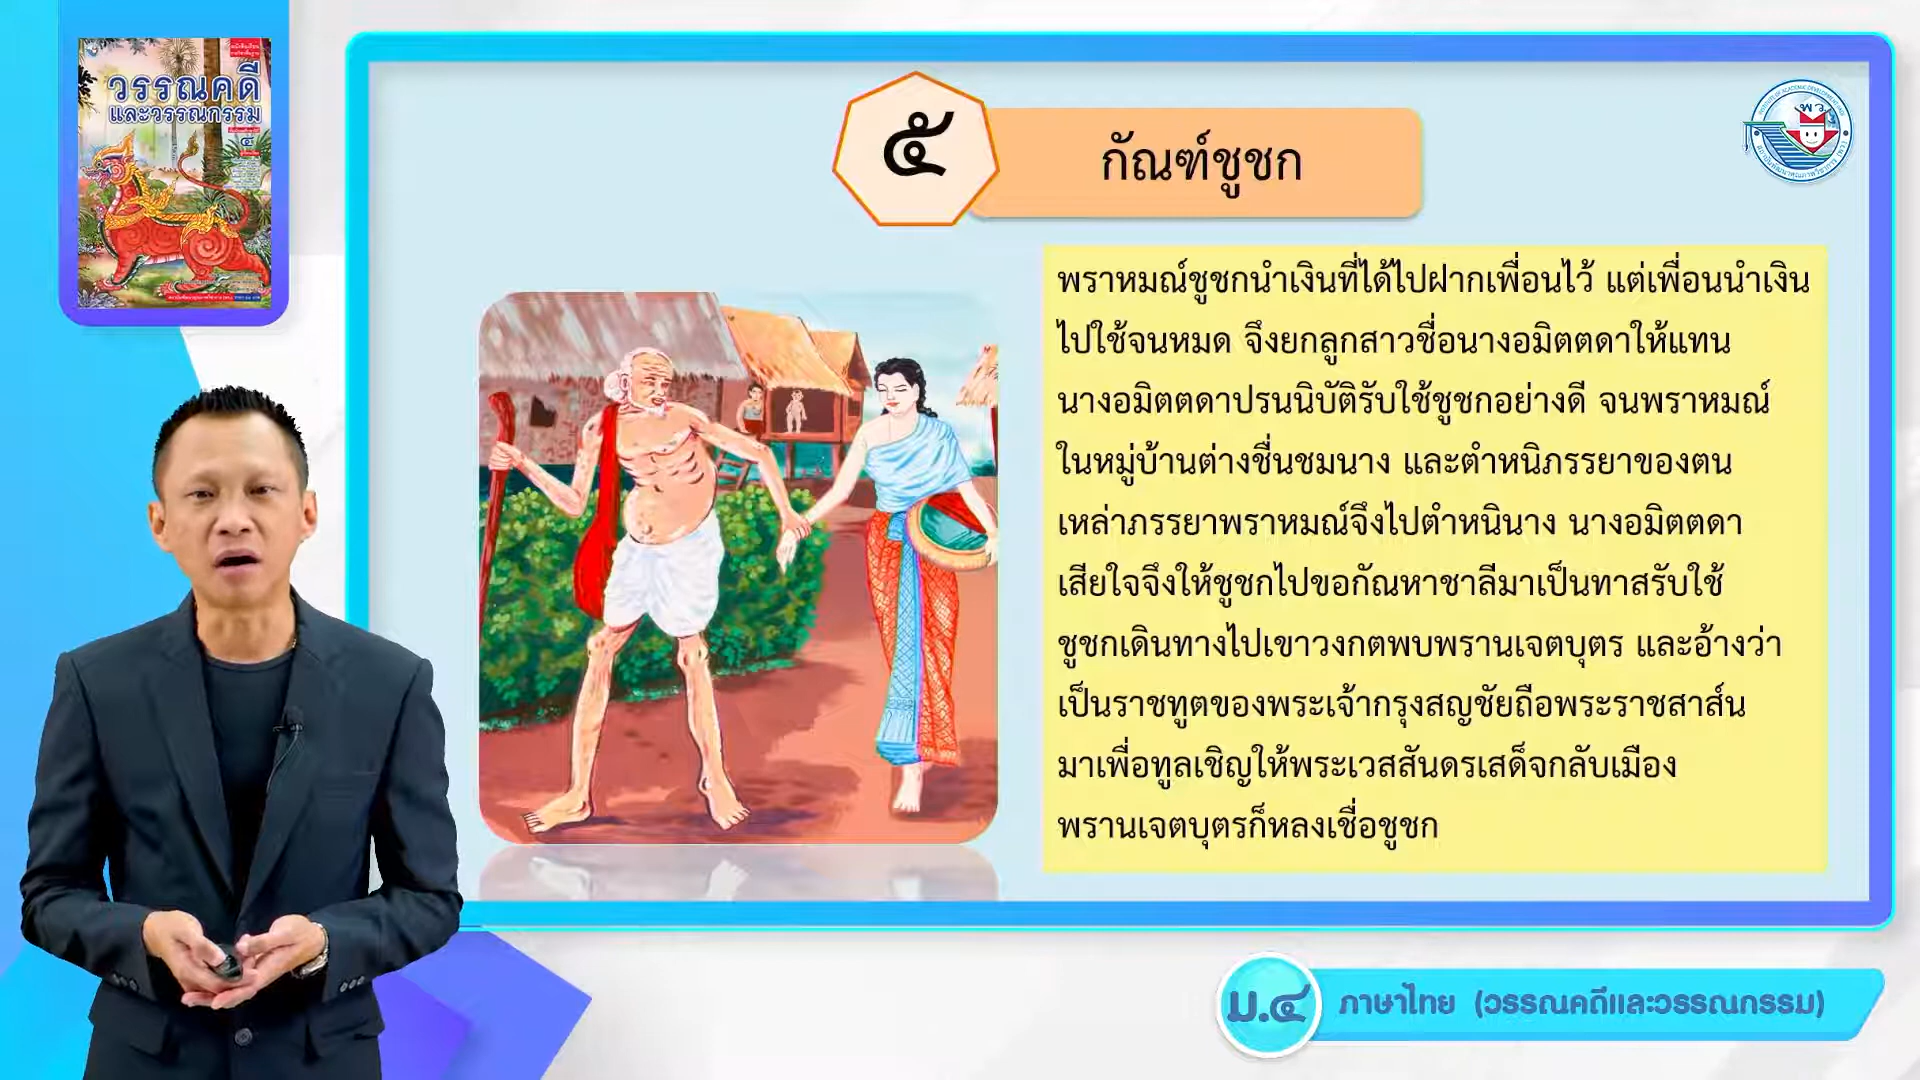 วรรณคดี
และวรรณกรรม
๕
กัณฑ์ชูชก
พว
พราหมณ์ชูชกนำเงินที่ได้ไปฝากเพื่อนไว้ แต่เพื่อนนำเงิน
ไปใช้จนหมด จึงยกลูกสาวชื่อนางอมิตตดาให้แทน
นางอมิตตดาปรนนิบัติรับใช้ชูชกอย่างดี จนพราหมณ์
ในหมู่บ้านต่างชื่นชมนาง และตำหนิภรรยาของตน
เหล่าภรรยาพราหมณ์จึงไปตำหนินาง นางอมิตตดา
เสียใจจึงให้ชูชกไปขอกัณหาชาลีมาเป็นทาสรับใช้
ชูชกเดินทางไปเขาวงกตพบพรานเจตบุตร และอ้างว่า
เป็นราชทูตของพระเจ้ากรุงสญชัยถือพระราชสาส์น
มาเพื่อทูลเชิญให้พระเวสสันดรเสด็จกลับเมือง
พรานเจตบุตรก็หลงเชื่อชูชก
ม.๔ ภาษาไทย (วรรณคดีและวรรณกรรม)